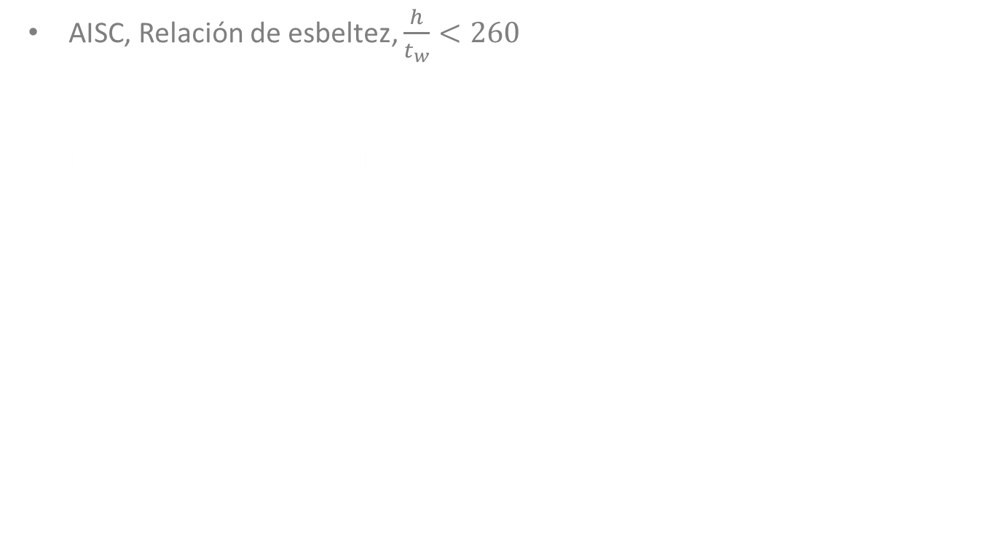 • AISC, Relación de esbeltez, h/t_w < 260